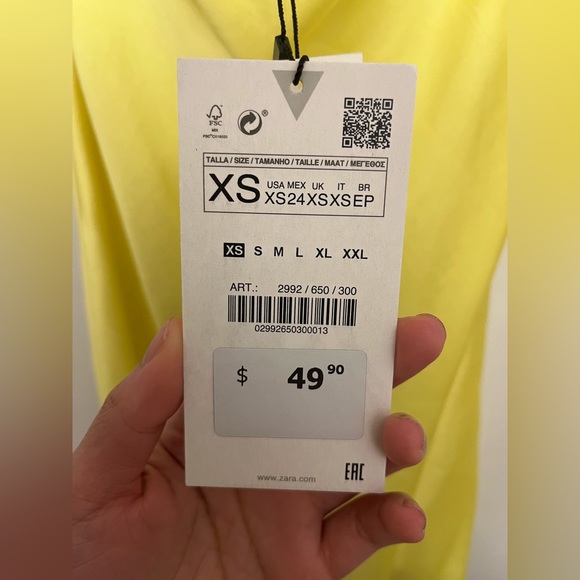 FSC
MIX
®
TALLA / SIZE / TAMANHO / TAILLE / MAAT / ΜΕΓΕΘΟΣ
XS
USA MEX UK IT BR
XS 24 XS XS EP
XS S M L XL XXL
ART.: 2992 / 650 / 300
02992650300013
$ 49 90
www.zara.com
EAC